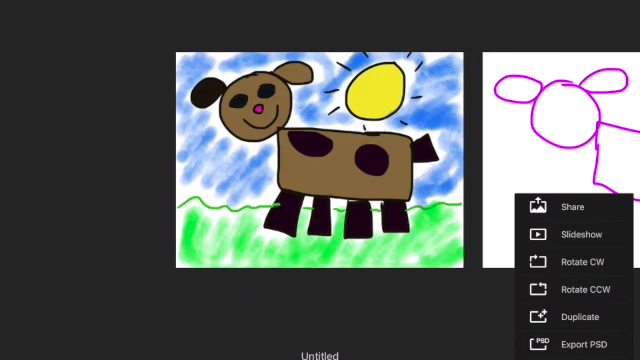 Share
Slideshow
Rotate CW
Rotate CCW
Duplicate
PSD
Export PSD
Untitled